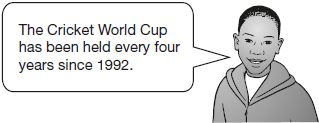 The Cricket World Cup
has been held every four
years since 1992.